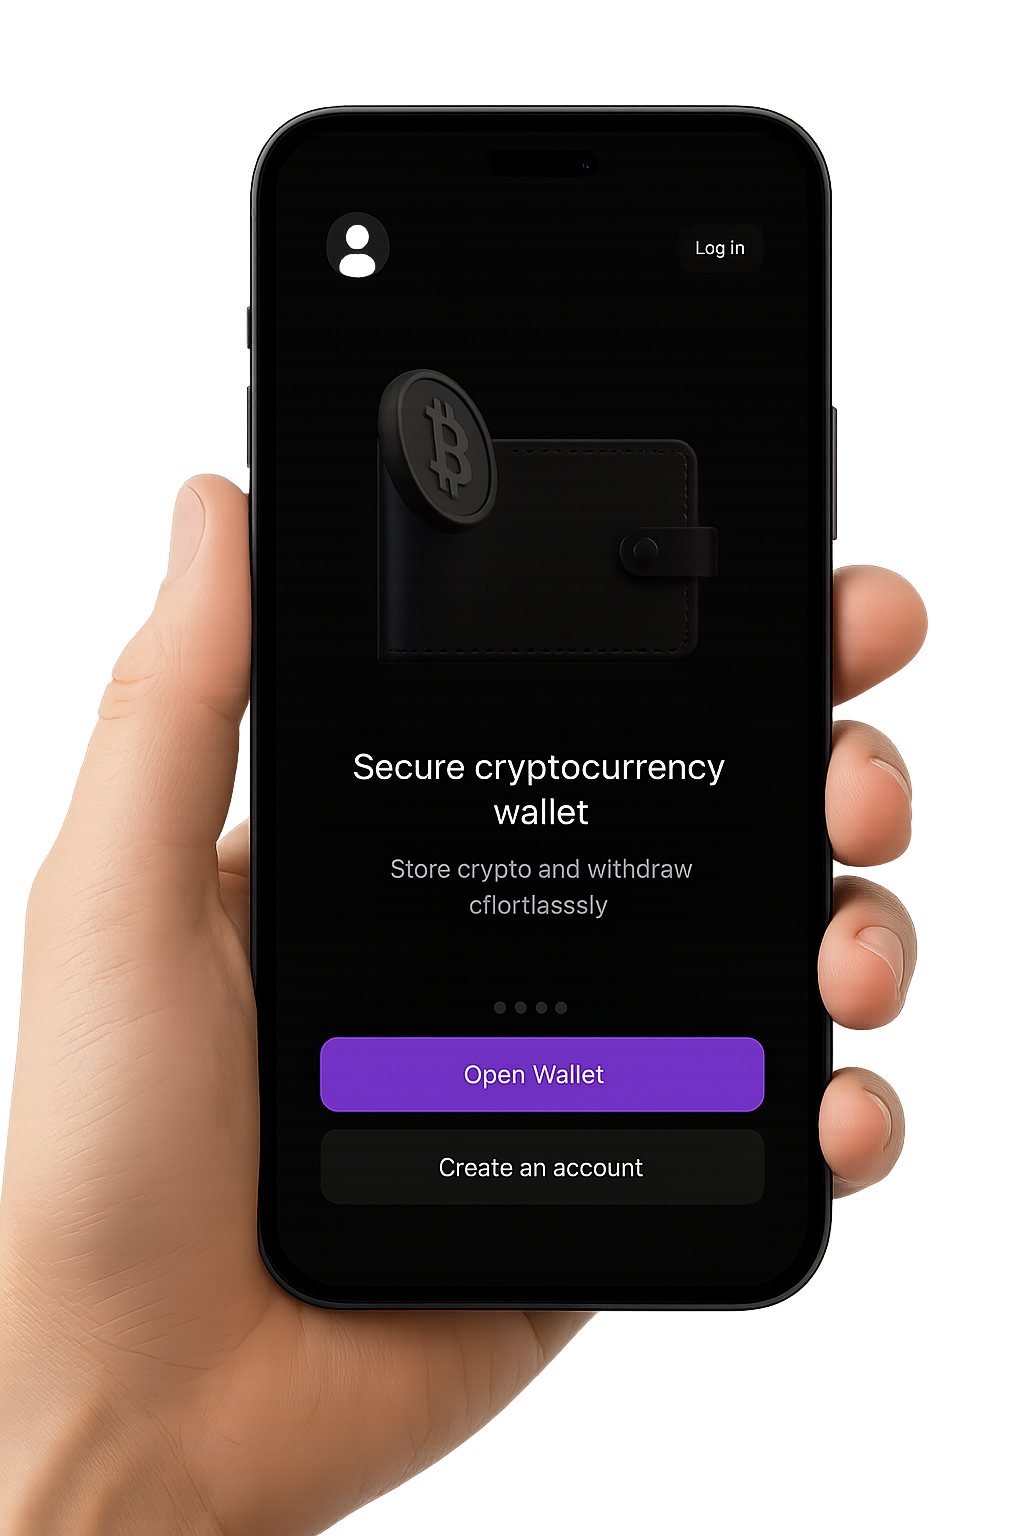 Log in
Secure cryptocurrency
wallet
Store crypto and withdraw
cflortlasssly
Open Wallet
Create an account